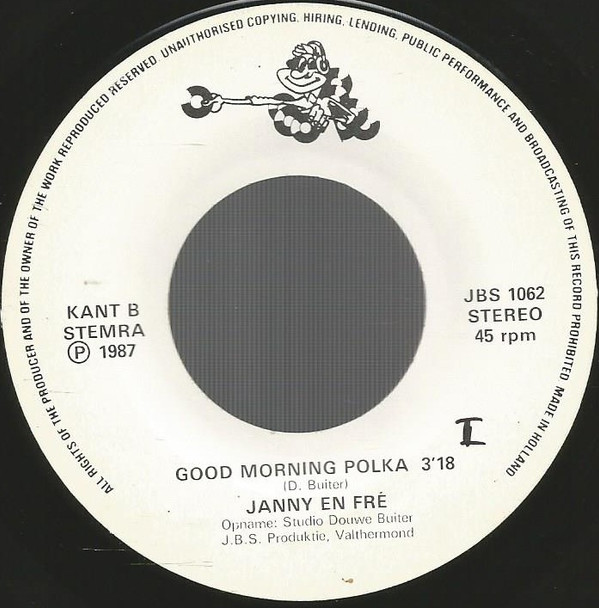 ALL RIGHTS OF THE PRODUCER AND OF THE OWNER OF THE WORK REPRODUCED RESERVED. UNAUTHORISED COPYING, HIRING, LENDING, PUBLIC PERFORMANCE AND BROADCASTING OF THIS RECORD PROHIBITED MADE IN HOLLAND
KANT B
STEMRA
Ⓟ 1987
JBS 1062
STEREO
45 rpm
I
GOOD MORNING POLKA 3'18
(D. Buiter)
JANNY EN FRÉ
Opname: Studio Douwe Buiter
J.B.S. Produktie, Valthermond